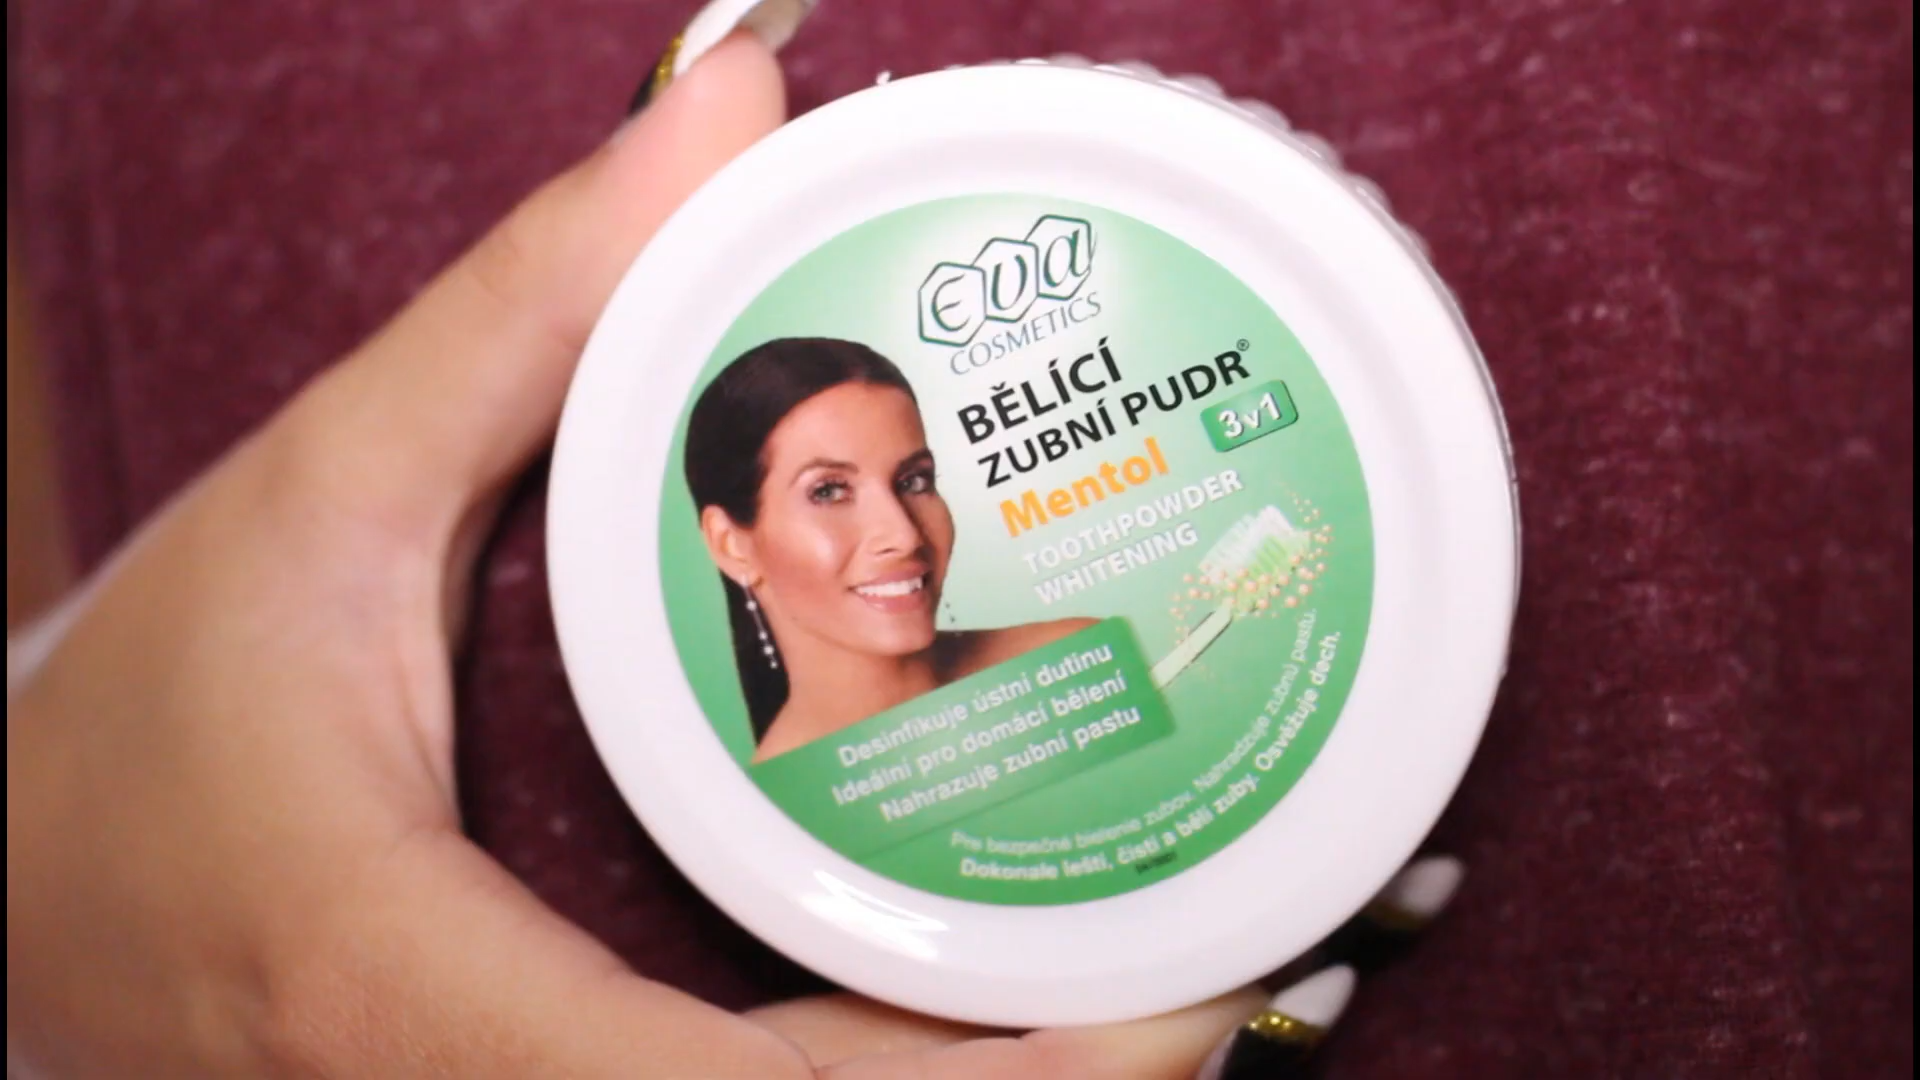 Eva
COSMETICS
BĚLÍCÍ
ZUBNÍ PUDR®
3v1
Mentol
TOOTHPOWDER
WHITENING
Desinfikuje ústní dutinu
Ideální pro domácí bělení
Nahrazuje zubní pastu
Pre bezpečné bielenie zubov. Nahradzuje zubnú pastu.
Dokonale leští, čistí a bělí zuby. Osvěžuje dech.